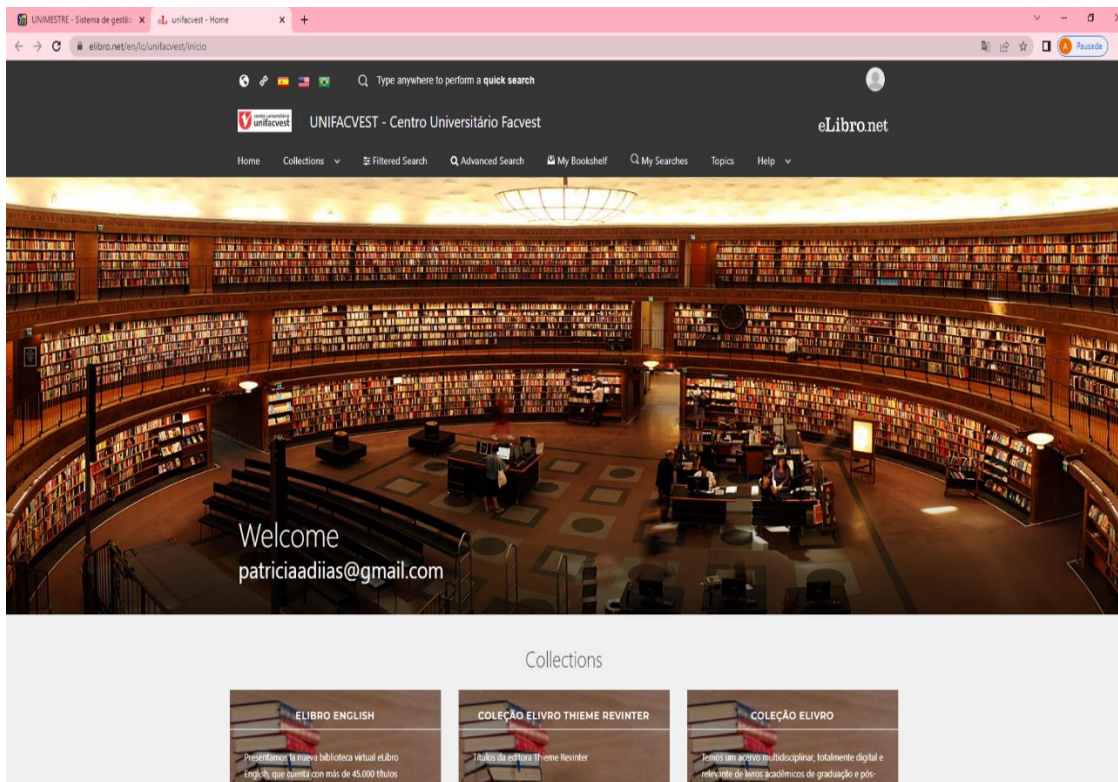 UNIMESTRE - Sistema de gestão
unifacvest - Home
elibro.net/en/lc/unifacvest/inicio
A Pausada
Type anywhere to perform a quick search
centro universitário
unifacvest
UNIFACVEST - Centro Universitário Facvest
eLibro.net
Home Collections Filtered Search Advanced Search My Bookshelf My Searches Topics Help
Welcome
patriciaadiias@gmail.com
Collections
ELIBRO ENGLISH
Presentamos la nueva biblioteca virtual eLibro
English, que cuenta con más de 45.000 títulos
COLEÇÃO ELIVRO THIEME REVINTER
Títulos da editora Thieme Revinter
COLEÇÃO ELIVRO
Temos um acervo multidisciplinar, totalmente digital e
relevante de livros acadêmicos de graduação e pós-